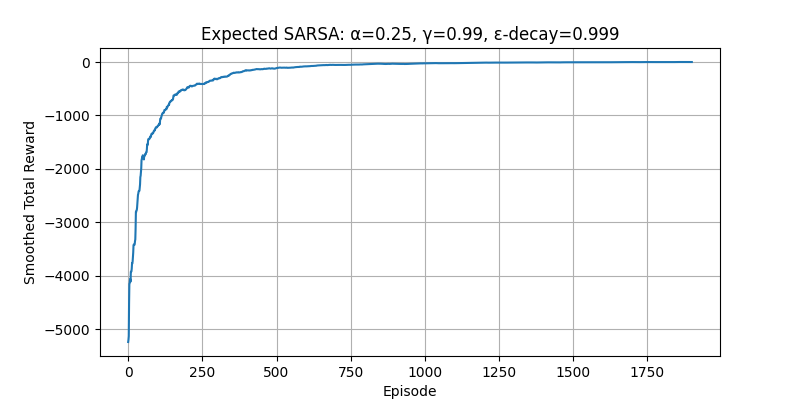 Expected SARSA: α=0.25, γ=0.99, ε-decay=0.999
0
−1000
−2000
−3000
−4000
−5000
Smoothed Total Reward
0 250 500 750 1000 1250 1500 1750
Episode